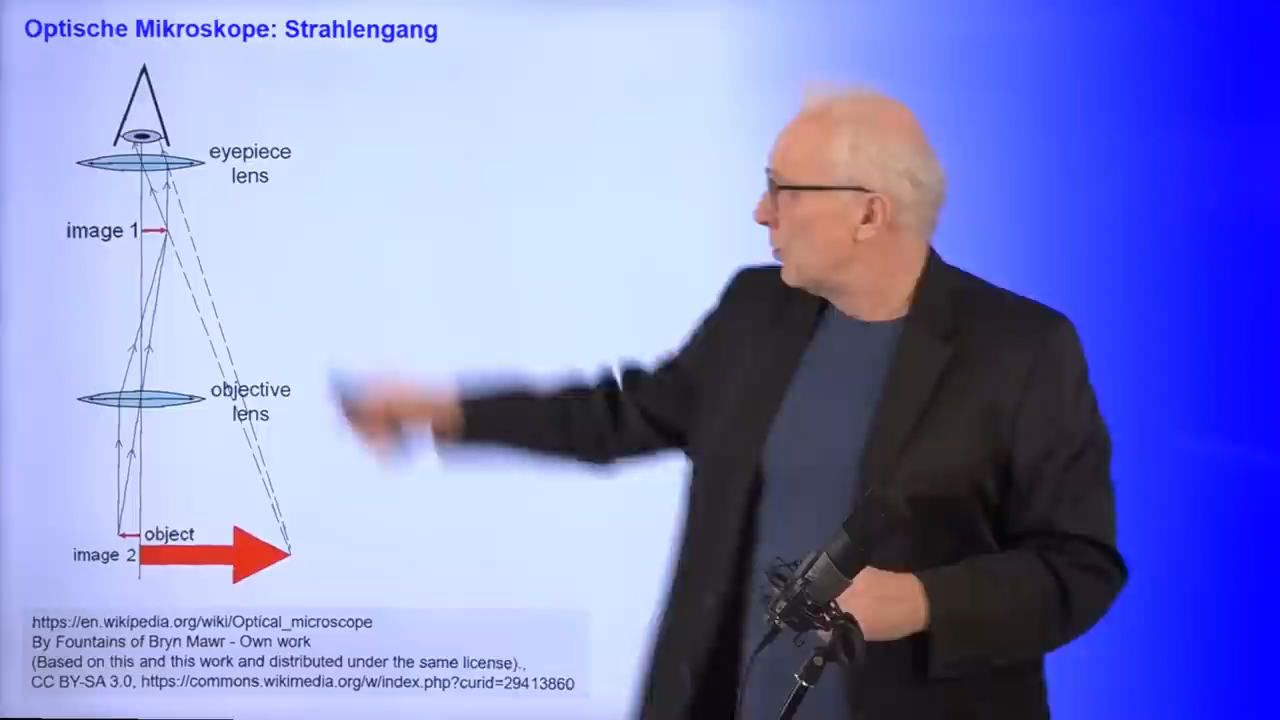 Optische Mikroskope: Strahlengang
eyepiece
lens
image 1
objective
lens
object
image 2
https://en.wikipedia.org/wiki/Optical_microscope
By Fountains of Bryn Mawr - Own work
(Based on this and this work and distributed under the same license).,
CC BY-SA 3.0, https://commons.wikimedia.org/w/index.php?curid=29413860